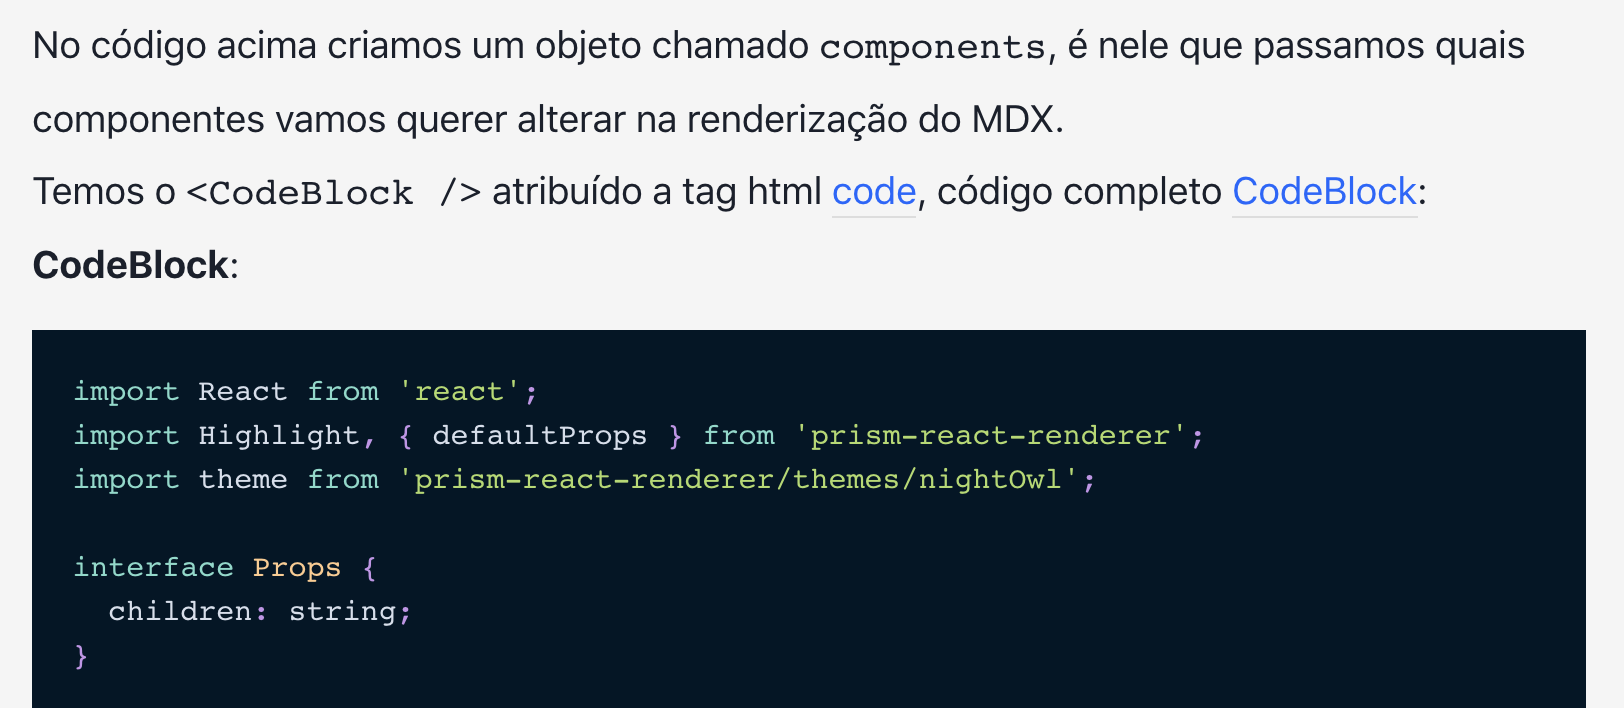 No código acima criamos um objeto chamado components, é nele que passamos quais
componentes vamos querer alterar na renderização do MDX.
Temos o <CodeBlock /> atribuído a tag html code, código completo CodeBlock:
CodeBlock:
import React from 'react';
import Highlight, { defaultProps } from 'prism-react-renderer';
import theme from 'prism-react-renderer/themes/nightOwl';
interface Props {
  children: string;
}